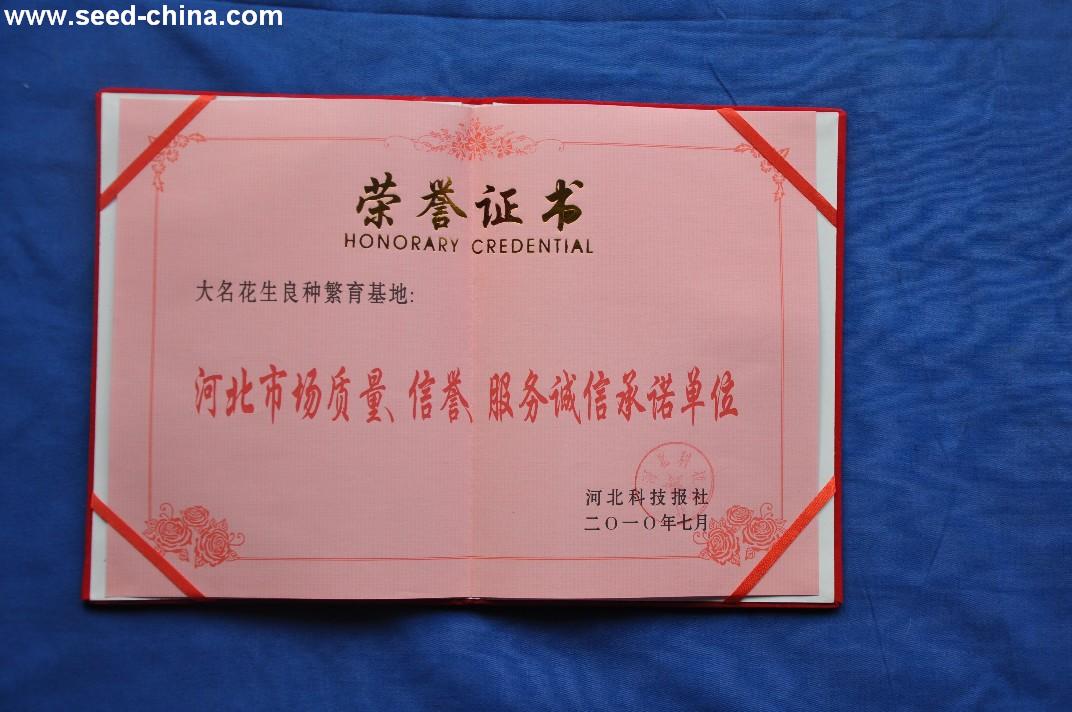 www.seed-china.com
荣誉证书
HONORARY CREDENTIAL
大名花生良种繁育基地:
河北市场质量、信誉、服务诚信承诺单位
河北科技报社
二〇一〇年七月